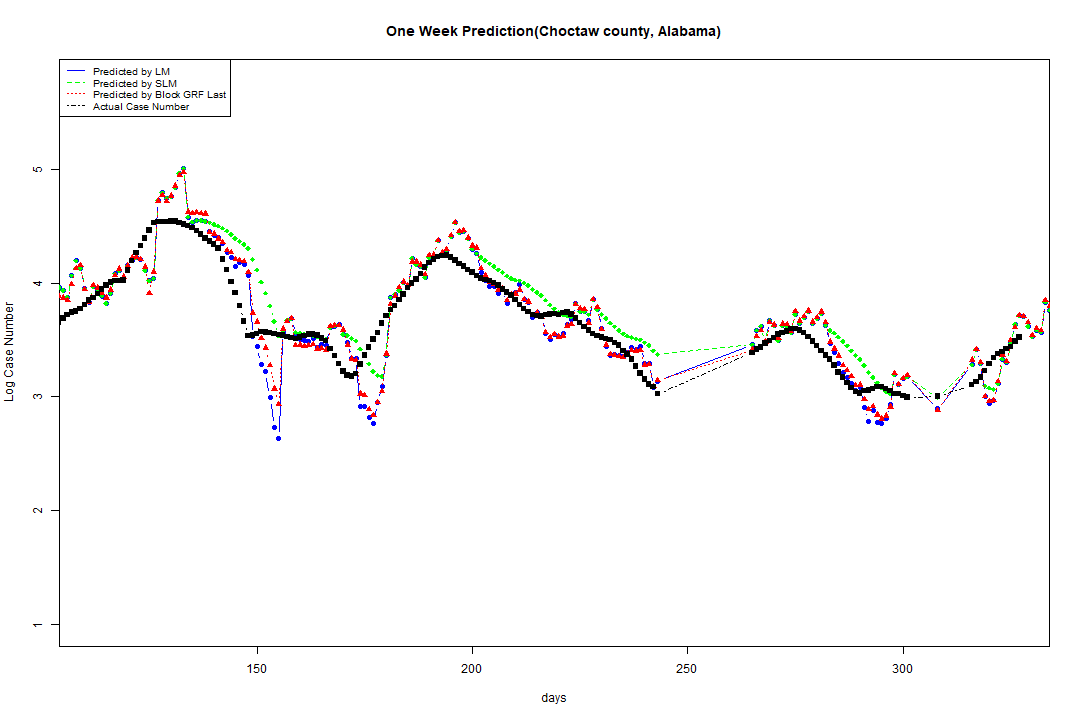 One Week Prediction(Choctaw county, Alabama)
Predicted by LM
Predicted by SLM
Predicted by Block GRF Last
Actual Case Number
Log Case Number
5
4
3
2
1
150
200
250
300
days